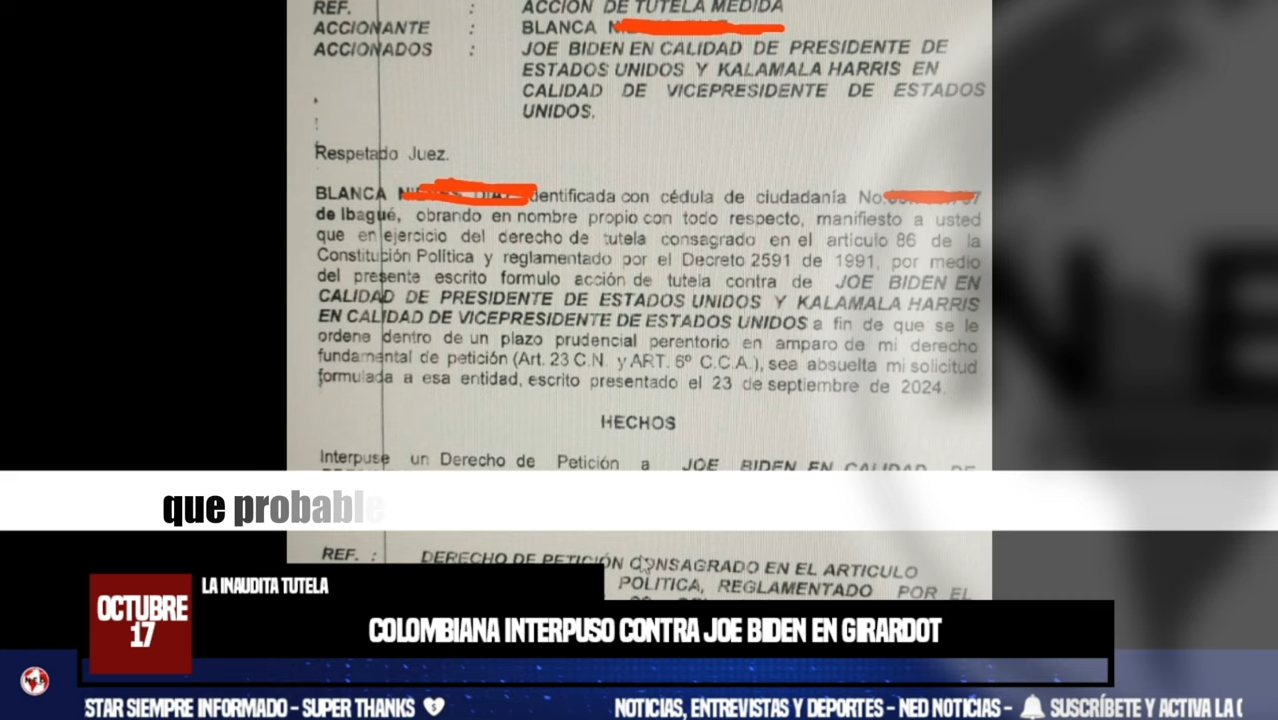 REF. : ACCIÓN DE TUTELA MEDIDA
ACCIONANTE : BLANCA
ACCIONADOS : JOE BIDEN EN CALIDAD DE PRESIDENTE DE
ESTADOS UNIDOS Y KALAMALA HARRIS EN
CALIDAD DE VICEPRESIDENTE DE ESTADOS
UNIDOS.
Respetado Juez.
BLANCA dentificada con cédula de ciudadanía No.
de Ibagué, obrando en nombre propio con todo respecto, manifiesto a usted
que en ejercicio del derecho de tutela consagrado en el articulo 86 de la
Constitución Política y reglamentado por el Decreto 2591 de 1991, por medio
del presente escrito formulo acción de tutela contra de JOE BIDEN EN
CALIDAD DE PRESIDENTE DE ESTADOS UNIDOS Y KALAMALA HARRIS
EN CALIDAD DE VICEPRESIDENTE DE ESTADOS UNIDOS a fin de que se le
ordene dentro de un plazo prudencial perentorio en amparo de mi derecho
fundamental de petición (Art. 23 C.N. y ART. 6º C.C.A.), sea absuelta mi solicitud
formulada a esa entidad, escrito presentado el 23 de septiembre de 2024.
HECHOS
Interpuse un Derecho de Petición a JOE BIDEN EN CALIDAD DE
que probable
REF. : DERECHO DE PETICIÓN CONSAGRADO EN EL ARTICULO
POLITICA, REGLAMENTADO POR EL
LA INAUDITA TUTELA
OCTUBRE
17
COLOMBIANA INTERPUSO CONTRA JOE BIDEN EN GIRARDOT
STAR SIEMPRE INFORMADO - SUPER THANKS NOTICIAS, ENTREVISTAS Y DEPORTES - NED NOTICIAS - SUSCRÍBETE Y ACTIVA LA